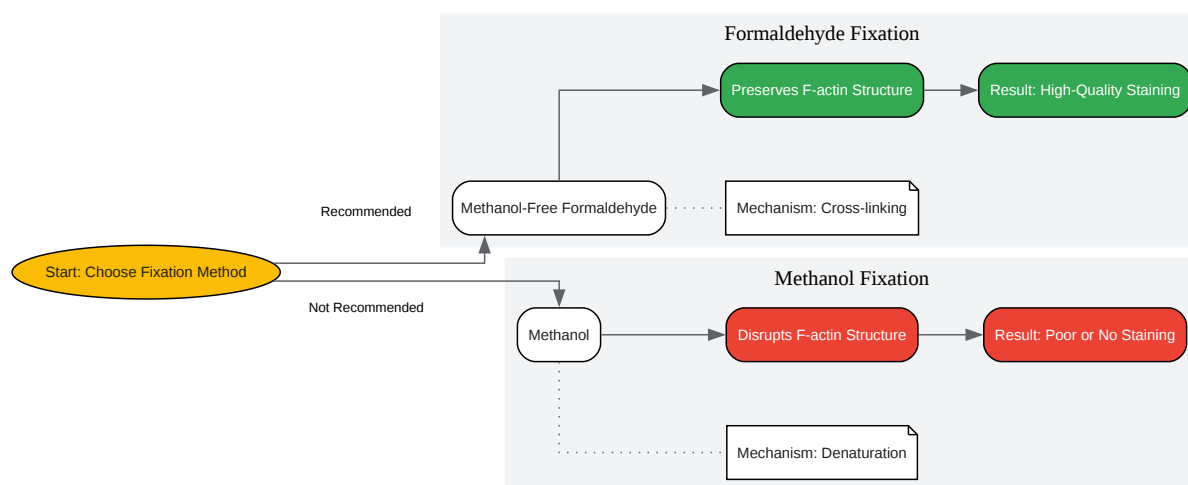 Formaldehyde Fixation
Preserves F-actin Structure
Result: High-Quality Staining
Methanol-Free Formaldehyde
Mechanism: Cross-linking
Recommended
Start: Choose Fixation Method
Not Recommended
Methanol Fixation
Methanol
Disrupts F-actin Structure
Result: Poor or No Staining
Mechanism: Denaturation